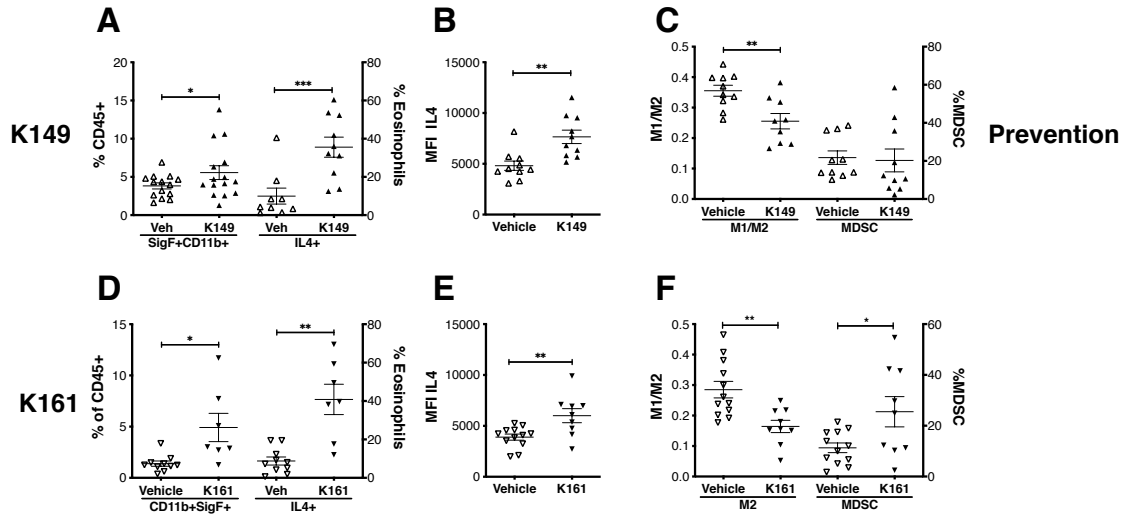 A
B
C
K149
Prevention
% CD45+
20
15
10
5
0
*
***
80
60
40
20
0
% Eosinophils
Veh K149 Veh K149
SigF+CD11b+ IL4+
MFI IL4
15000
10000
5000
0
**
Vehicle K149
M1/M2
0.5
0.4
0.3
0.2
0.1
0.0
**
80
60
40
20
0
%MDSC
Vehicle K149 Vehicle K149
M1/M2 MDSC
D
E
F
K161
% of CD45+
15
10
5
0
*
**
80
60
40
20
0
% Eosinophils
Vehicle K161 Veh K161
CD11b+SigF+ IL4+
MFI IL4
15000
10000
5000
0
**
Vehicle K161
M1/M2
0.5
0.4
0.3
0.2
0.1
0.0
**
*
60
40
20
0
%MDSC
Vehicle K161 Vehicle K161
M2 MDSC